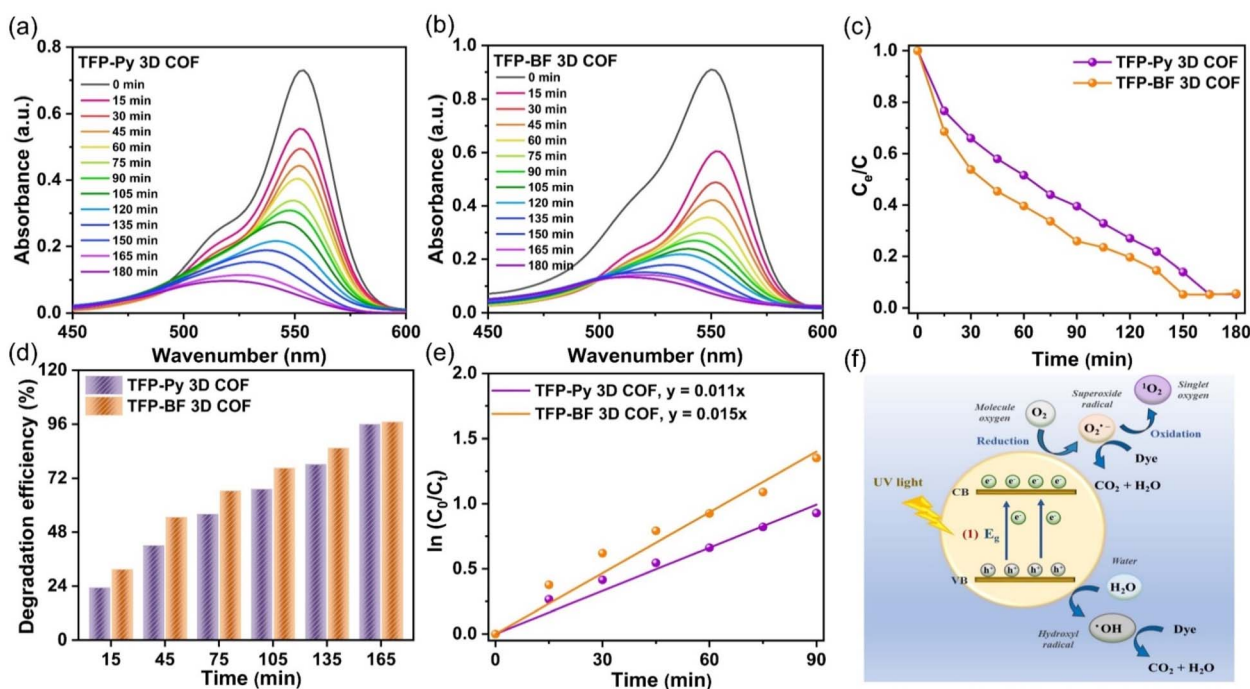 (a)
TFP-Py 3D COF
0 min
15 min
30 min
45 min
60 min
75 min
90 min
105 min
120 min
135 min
150 min
165 min
180 min
Absorbance (a.u.)
0.8
0.6
0.4
0.2
0.0
450
500
550
600
Wavenumber (nm)
(b)
TFP-BF 3D COF
0 min
15 min
30 min
45 min
60 min
75 min
90 min
105 min
120 min
135 min
150 min
165 min
180 min
Absorbance (a.u.)
1.0
0.8
0.6
0.4
0.2
0.0
450
500
550
600
Wavenumber (nm)
(c)
TFP-Py 3D COF
TFP-BF 3D COF
Cₑ/C
1.0
0.8
0.6
0.4
0.2
0.0
0 30 60 90 120 150 180
Time (min)
(d)
TFP-Py 3D COF
TFP-BF 3D COF
Degradation efficiency (%)
120
96
72
48
24
0
15 45 75 105 135 165
Time (min)
(e)
TFP-Py 3D COF, y = 0.011x
TFP-BF 3D COF, y = 0.015x
ln (C₀/Cₜ)
2.0
1.5
1.0
0.5
0.0
0 30 60 90
Time (min)
(f)
¹O₂
Singlet
oxygen
Superoxide
radical
Molecule
oxygen
O₂
O₂•−
Reduction
Oxidation
Dye
CO₂ + H₂O
UV light
CB
e⁻ e⁻ e⁻ e⁻
e⁻ e⁻
(1) E₉
h⁺ h⁺ h⁺ h⁺
VB
Water
H₂O
•OH
Hydroxyl
radical
Dye
CO₂ + H₂O